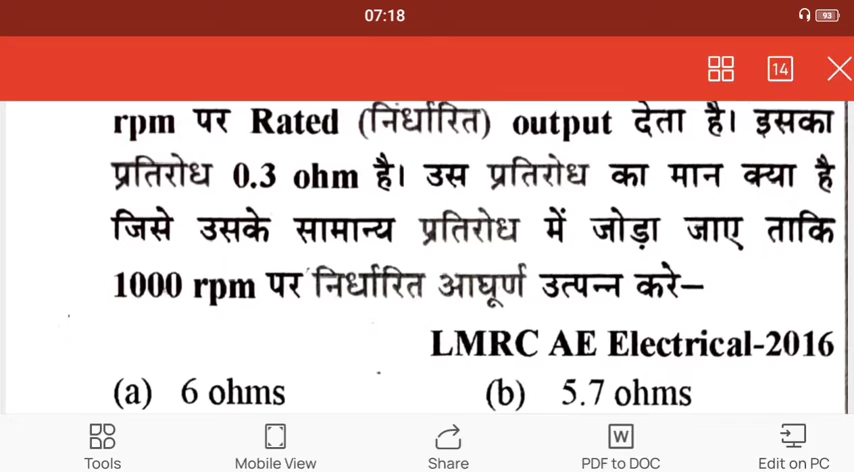 07:18
93
14
rpm पर Rated (निर्धारित) output देता है। इसका
प्रतिरोध 0.3 ohm है। उस प्रतिरोध का मान क्या है
जिसे उसके सामान्य प्रतिरोध में जोड़ा जाए ताकि
1000 rpm पर निर्धारित आघूर्ण उत्पन्न करे–
LMRC AE Electrical-2016
(a) 6 ohms (b) 5.7 ohms
W
Tools Mobile View Share PDF to DOC Edit on PC